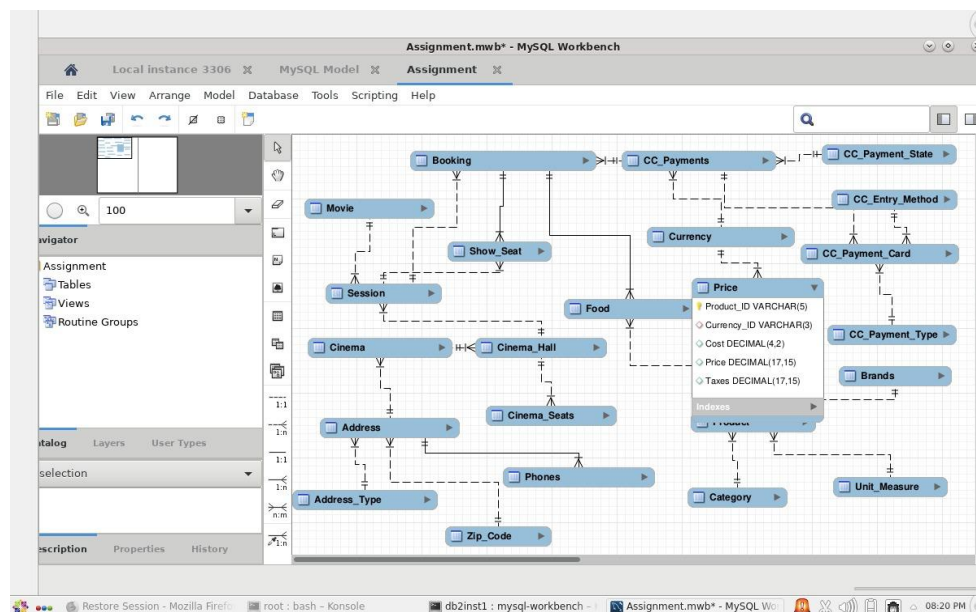 Assignment.mwb* - MySQL Workbench
Local instance 3306 MySQL Model Assignment
File Edit View Arrange Model Database Tools Scripting Help
100
avigator
Assignment
Tables
Views
Routine Groups
atalog Layers User Types
selection
escription Properties History
1:1
1:n
1:1
1:n
n:m
1:n
Booking
CC_Payments
CC_Payment_State
Movie
CC_Entry_Method
Currency
Show_Seat
CC_Payment_Card
Session
Price
Product_ID VARCHAR(5)
Currency_ID VARCHAR(3)
Cost DECIMAL(4,2)
Price DECIMAL(17,15)
Taxes DECIMAL(17,15)
Indexes
Food
CC_Payment_Type
Cinema
Cinema_Hall
Brands
Cinema_Seats
Product
Address
Phones
Address_Type
Category
Unit_Measure
Zip_Code
Restore Session - Mozilla Firefo
root : bash - Konsole
db2inst1 : mysql-workbench -
Assignment.mwb* - MySQL Wo
08:20 PM